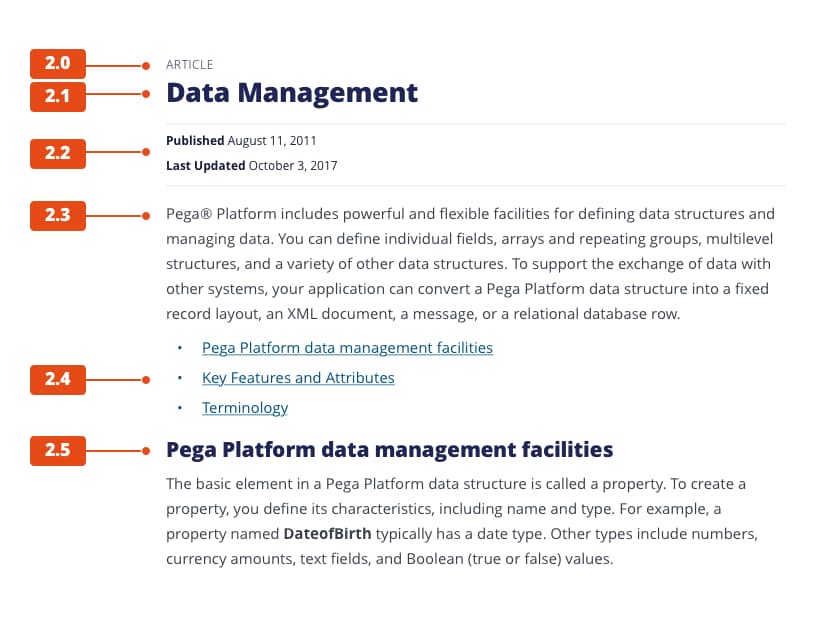 2.0 ARTICLE
2.1 Data Management
2.2 Published August 11, 2011
Last Updated October 3, 2017
2.3 Pega® Platform includes powerful and flexible facilities for defining data structures and
managing data. You can define individual fields, arrays and repeating groups, multilevel
structures, and a variety of other data structures. To support the exchange of data with
other systems, your application can convert a Pega Platform data structure into a fixed
record layout, an XML document, a message, or a relational database row.
• Pega Platform data management facilities
2.4 • Key Features and Attributes
• Terminology
2.5 Pega Platform data management facilities
The basic element in a Pega Platform data structure is called a property. To create a
property, you define its characteristics, including name and type. For example, a
property named DateofBirth typically has a date type. Other types include numbers,
currency amounts, text fields, and Boolean (true or false) values.